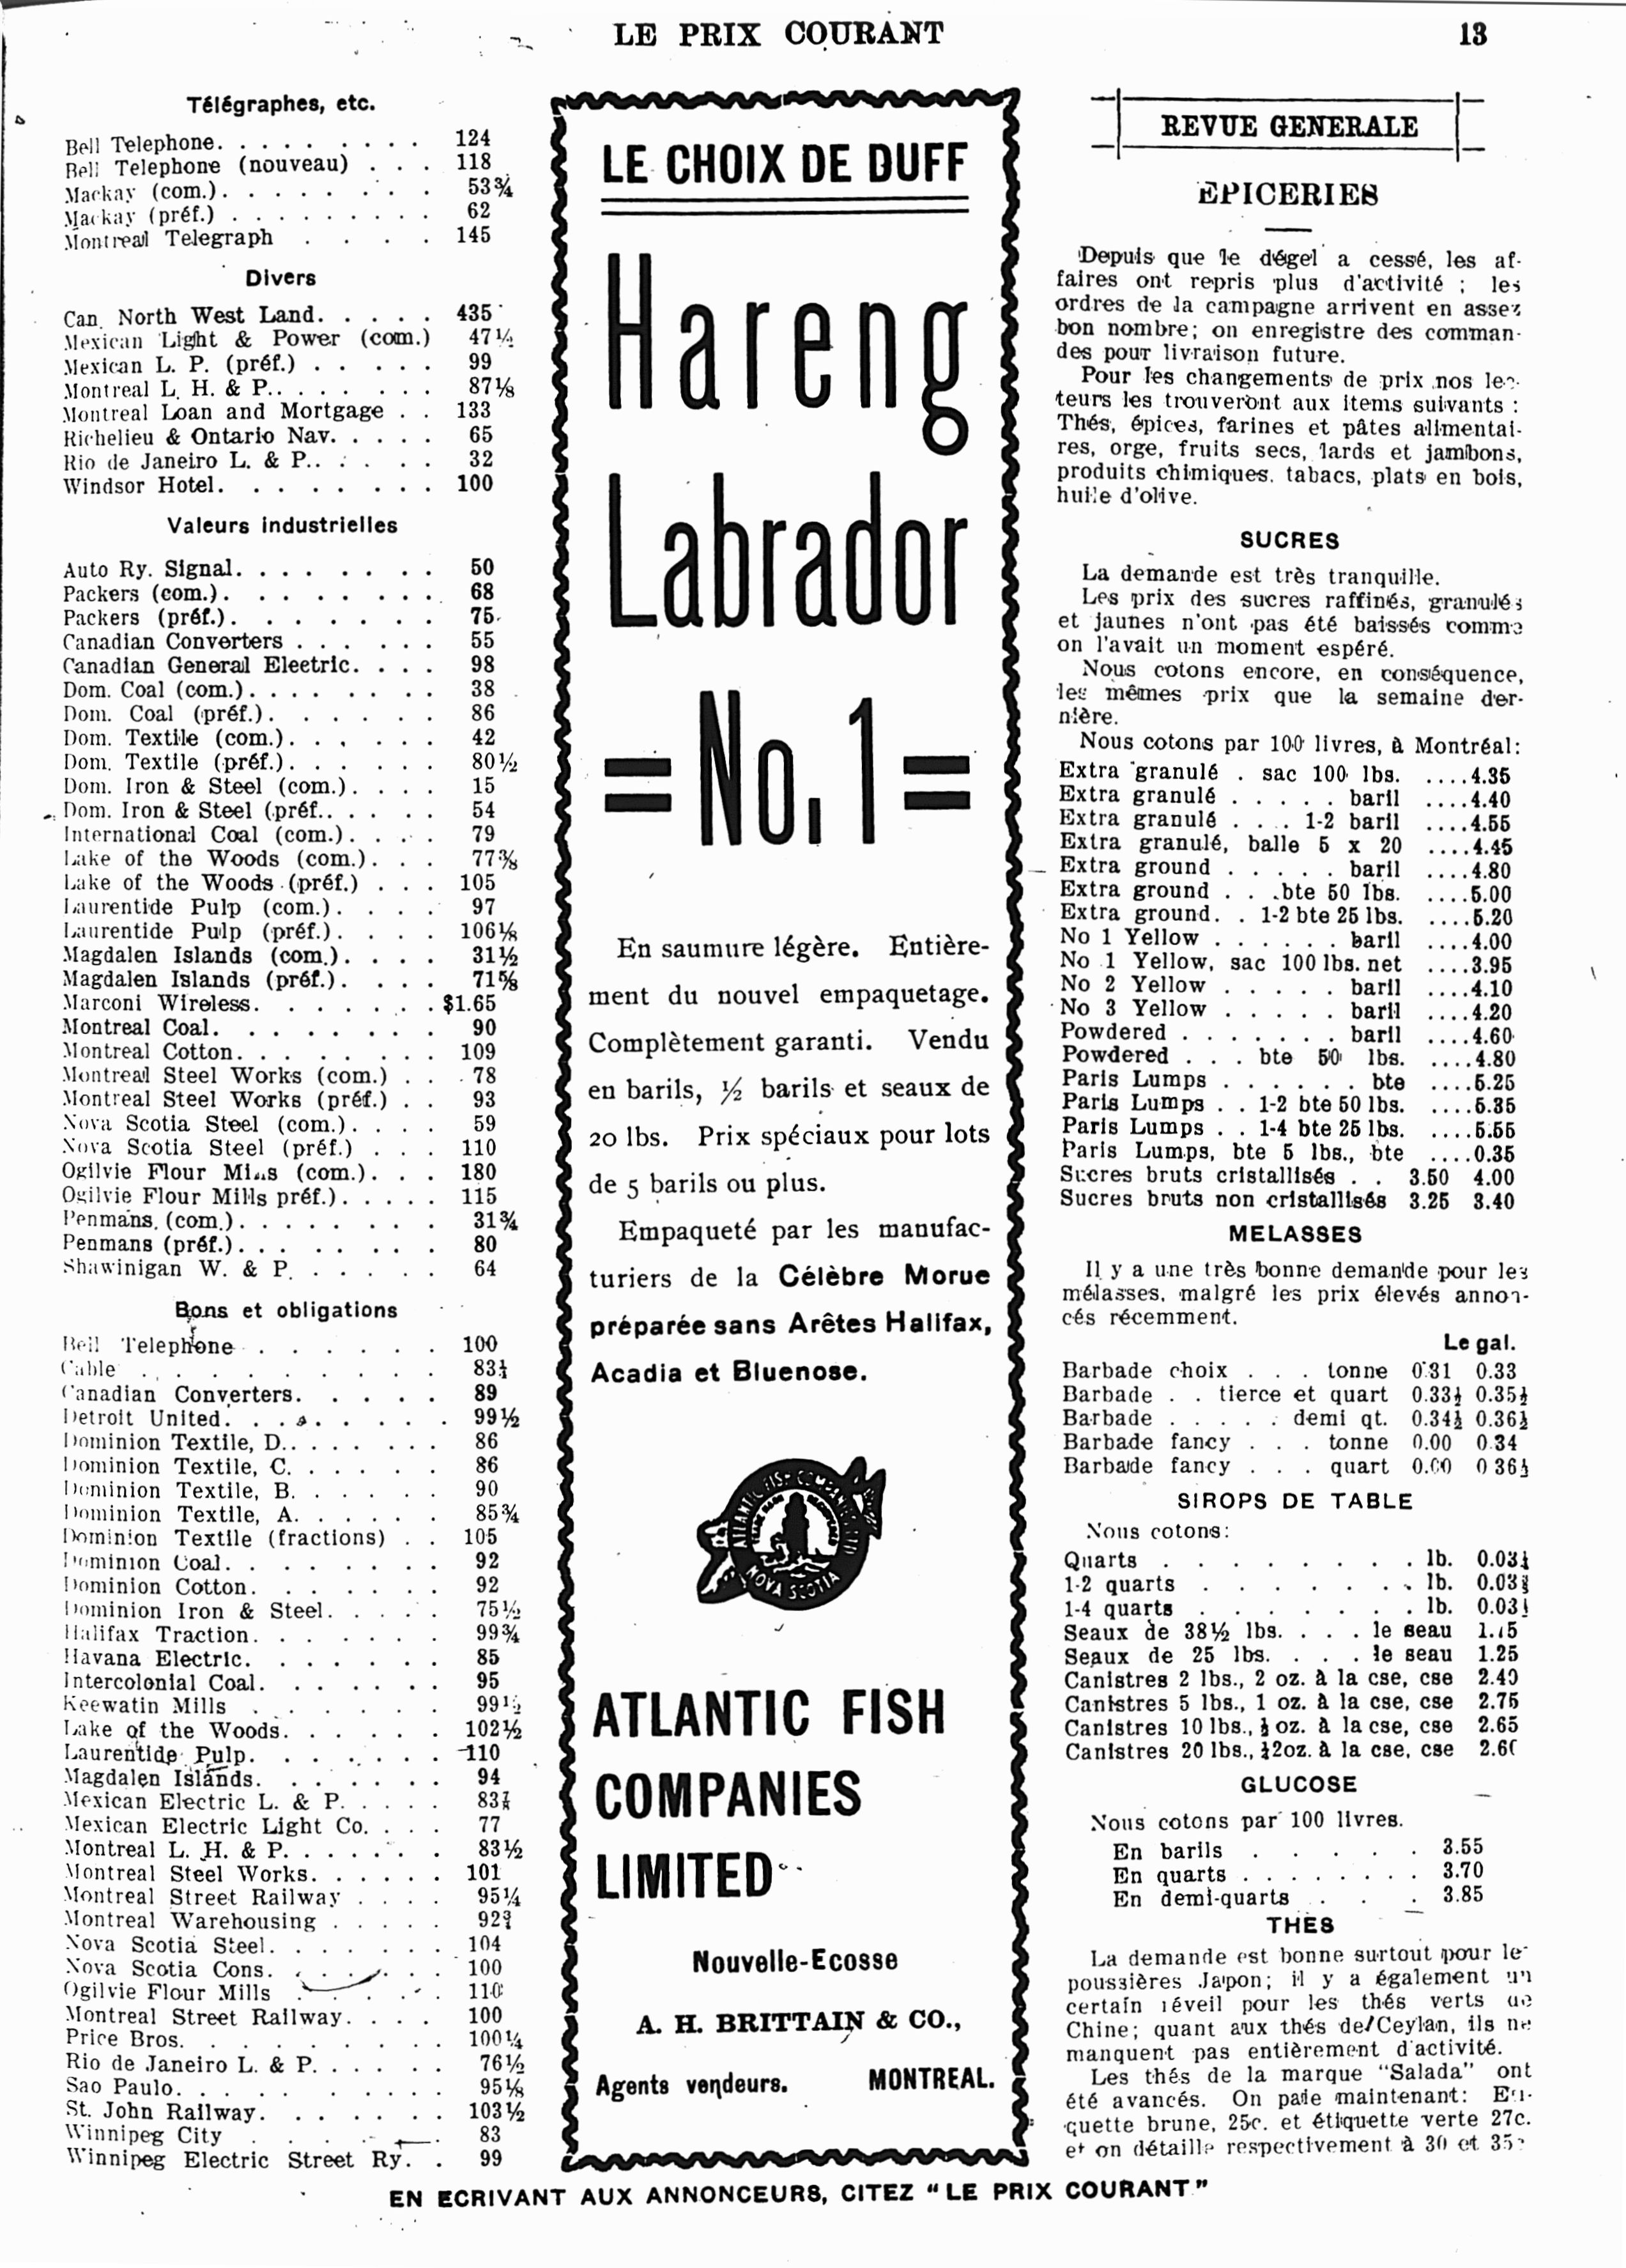 LE PRIX COURANT
13
Télégraphes, etc.
Bell Telephone. . . . . . . . . 124
Bell Telephone (nouveau) . . . 118
Mackay (com.). . . . . . . . . 53¾
Mackay (préf.) . . . . . . . . . 62
Montreal Telegraph . . . . 145
Divers
Can. North West Land. . . . . 435
Mexican Light & Power (com.) 47½
Mexican L. P. (préf.) . . . . . 99
Montreal L. H. & P.. . . . . . . 87⅛
Montreal Loan and Mortgage . . 133
Richelieu & Ontario Nav. . . . . 65
Rio de Janeiro L. & P.. . . . . 32
Windsor Hotel. . . . . . . . 100
Valeurs industrielles
Auto Ry. Signal. . . . . . . . . 50
Packers (com.). . . . . . . . . 68
Packers (préf.). . . . . . . . 75
Canadian Converters . . . . . . 55
Canadian General Eleetric. . . . 98
Dom. Coal (com.). . . . . . . . 38
Dom. Coal (préf.). . . . . . . 86
Dom. Textile (com.). . . . . . 42
Dom. Textile (préf.). . . . . . 80½
Dom. Iron & Steel (com.). . . . 15
Dom. Iron & Steel (préf.. . . . . 54
International Coal (com.). . . . 79
Lake of the Woods (com.). . . 77⅜
Lake of the Woods (préf.) . . . 105
Laurentide Pulp (com.). . . . 97
Laurentide Pulp (préf.). . . . 106⅛
Magdalen Islands (com.). . . . 31½
Magdalen Islands (préf.). . . . 71⅝
Marconi Wireless. . . . . . . . $1.65
Montreal Coal. . . . . . . . 90
Montreal Cotton. . . . . . . . 109
Montreal Steel Works (com.) . . 78
Montreal Steel Works (préf.) . . 93
Nova Scotia Steel (com.). . . . 59
Nova Scotia Steel (préf.) . . . 110
Ogilvie Flour Mills (com.). . . 180
Ogilvie Flour Mills préf.). . . . . 115
Penmans. (com.). . . . . . . . 31¾
Penmans (préf.). . . . . . . . 80
Shawinigan W. & P. . . . . . 64
Bons et obligations
Bell Telephone . . . . . . 100
Cable . . . . . . . . . .
Canadian Converters. . . . . 89
Detroit United. . . . . . . . 99½
Dominion Textile, D.. . . . . . . 86
Dominion Textile, C. . . . . . 86
Dominion Textile, B. . . . . . 90
Dominion Textile, A. . . . . . 85¾
Dominion Textile (fractions) . . 105
Dominion Coal. . . . . . . . 92
Dominion Cotton. . . . . . . 92
Dominion Iron & Steel. . . . . 75½
Halifax Traction. . . . . . . 99¾
Havana Electric. . . . . . . 85
Intercolonial Coal. . . . . . . 95
Keewatin Mills . . . . . . 99½
Lake of the Woods. . . . . . 102½
Laurentide Pulp. . . . . . . 110
Magdalen Islands. . . . . . . 94
Mexican Electric L. & P. . . . . 83⅞
Mexican Electric Light Co. . . . 77
Montreal L. H. & P. . . . . . . 83½
Montreal Steel Works. . . . . . 101
Montreal Street Railway . . . . 95¼
Montreal Warehousing . . . . . 92¾
Nova Scotia Steel. . . . . . . 104
Nova Scotia Cons. . . . . . . 100
Ogilvie Flour Mills . . . . . 110
Montreal Street Railway. . . . 100
Price Bros. . . . . . . . . . 100¼
Rio de Janeiro L. & P. . . . . . 76½
Sao Paulo. . . . . . . . . . 95⅛
St. John Railway. . . . . . . 103½
Winnipeg City . . . . . . 83
Winnipeg Electric Street Ry. . 99
LE CHOIX DE DUFF
Hareng
Labrador
= No. 1 =
En saumure légère. Entière-
ment du nouvel empaquetage.
Complètement garanti. Vendu
en barils, ½ barils et seaux de
20 lbs. Prix spéciaux pour lots
de 5 barils ou plus.
Empaqueté par les manufac-
turiers de la Célèbre Morue
préparée sans Arêtes Halifax,
Acadia et Bluenose.
ATLANTIC FISH COMPANIES
NOVA SCOTIA
ATLANTIC FISH
COMPANIES
LIMITED
Nouvelle-Ecosse
A. H. BRITTAIN & CO.,
Agents vendeurs. MONTREAL.
REVUE GENERALE
EPICERIES
Depuis que le dégel a cessé, les af-
faires ont repris plus d'activité ; les
ordres de la campagne arrivent en assez
bon nombre; on enregistre des comman-
des pour livraison future.
Pour les changements de prix nos lec-
teurs les trouveront aux items suivants :
Thés, épices, farines et pâtes alimentai-
res, orge, fruits secs, lards et jambons,
produits chimiques. tabacs, plats en bois,
huile d'olive.
SUCRES
La demande est très tranquille.
Les prix des sucres raffinés, granulés
et jaunes n'ont pas été baissés comme
on l'avait un moment espéré.
Nous cotons encore, en conséquence,
les mêmes prix que la semaine der-
nière.
Nous cotons par 100 livres, à Montréal:
Extra granulé . sac 100 lbs. ....4.35
Extra granulé . . . . . baril ....4.40
Extra granulé . . . 1-2 baril ....4.55
Extra granulé, balle 5 x 20 ....4.45
Extra ground . . . . . baril ....4.80
Extra ground . . .bte 50 lbs. ....5.00
Extra ground. . 1-2 bte 25 lbs. ....5.20
No 1 Yellow . . . . . . baril ....4.00
No 1 Yellow, sac 100 lbs. net ....3.95
No 2 Yellow . . . . . baril ....4.10
No 3 Yellow . . . . . baril ....4.20
Powdered . . . . . . . baril ....4.60
Powdered . . . bte 50 lbs. ....4.80
Paris Lumps . . . . . . bte ....5.25
Paris Lumps . . 1-2 bte 50 lbs. ....5.35
Paris Lumps . . 1-4 bte 25 lbs. ....5.55
Paris Lumps, bte 5 lbs., bte ....0.35
Sucres bruts cristallisés . . 3.50 4.00
Sucres bruts non cristallisés 3.25 3.40
MELASSES
Il y a une très bonne demande pour les
mélasses, malgré les prix élevés annon-
cés récemment.
Le gal.
Barbade choix . . . tonne 0.31 0.33
Barbade . . tierce et quart 0.33½ 0.35½
Barbade . . . . . demi qt. 0.34½ 0.36½
Barbade fancy . . . tonne 0.00 0.34
Barbade fancy . . . quart 0.00 0 36½
SIROPS DE TABLE
Nous cotons:
Quarts . . . . . . . . lb.
1-2 quarts . . . . . . . lb.
1-4 quarts . . . . . . . lb.
Seaux de 38½ lbs. . . . le seau
Seaux de 25 lbs. . . . le seau 1.25
Canistres 2 lbs., 2 oz. à la cse, cse 2.40
Canistres 5 lbs., 1 oz. à la cse, cse 2.75
Canistres 10 lbs., ½ oz. à la cse, cse 2.65
Canistres 20 lbs., à la cse, cse 2.60
GLUCOSE
Nous cotons par 100 livres.
En barils . . . . . 3.55
En quarts . . . . . . . . 3.70
En demi-quarts . . . 3.85
THES
La demande est bonne surtout pour le
poussières Japon; il y a également un
certain réveil pour les thés verts de
Chine; quant aux thés de/Ceylan, ils ne
manquent pas entièrement d'activité.
Les thés de la marque "Salada" ont
été avancés. On paie maintenant: Eti-
quette brune, 25c. et étiquette verte 27c.
et on détaille respectivement à 30 et 35c
EN ECRIVANT AUX ANNONCEURS, CITEZ "LE PRIX COURANT"